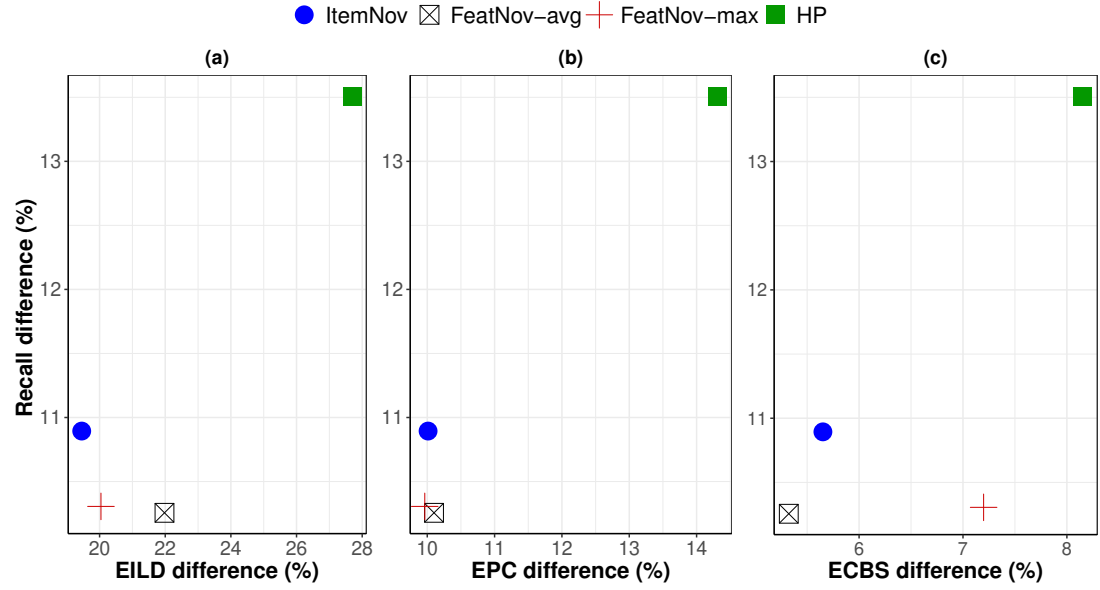 ItemNov FeatNov-avg FeatNov-max HP
(a) (b) (c)
Recall difference (%)
13
12
11
13
12
11
13
12
11
20 22 24 26 28
10 11 12 13 14
6 7 8
EILD difference (%) EPC difference (%) ECBS difference (%)